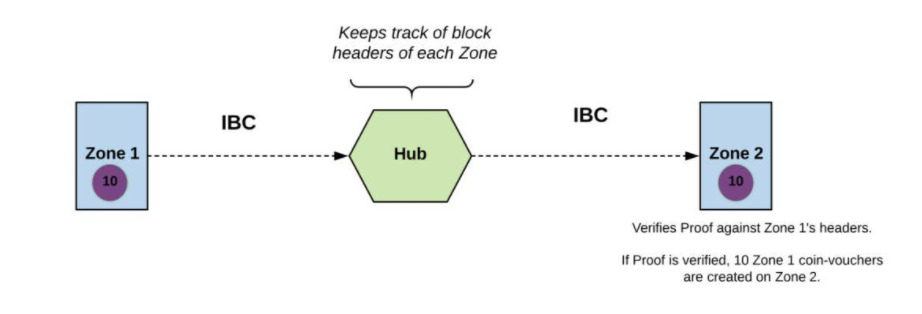 Keeps track of block
headers of each Zone
IBC
IBC
Zone 1
10
Hub
Zone 2
10
Verifies Proof against Zone 1's headers.
If Proof is verified, 10 Zone 1 coin-vouchers
are created on Zone 2.